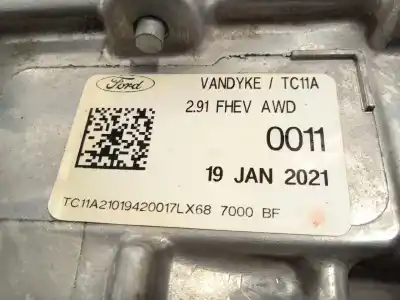 Ford
VANDYKE / TC11A
2.91 FHEV AWD
0011
19 JAN 2021
TC11A21019420017LX68 7000 BF